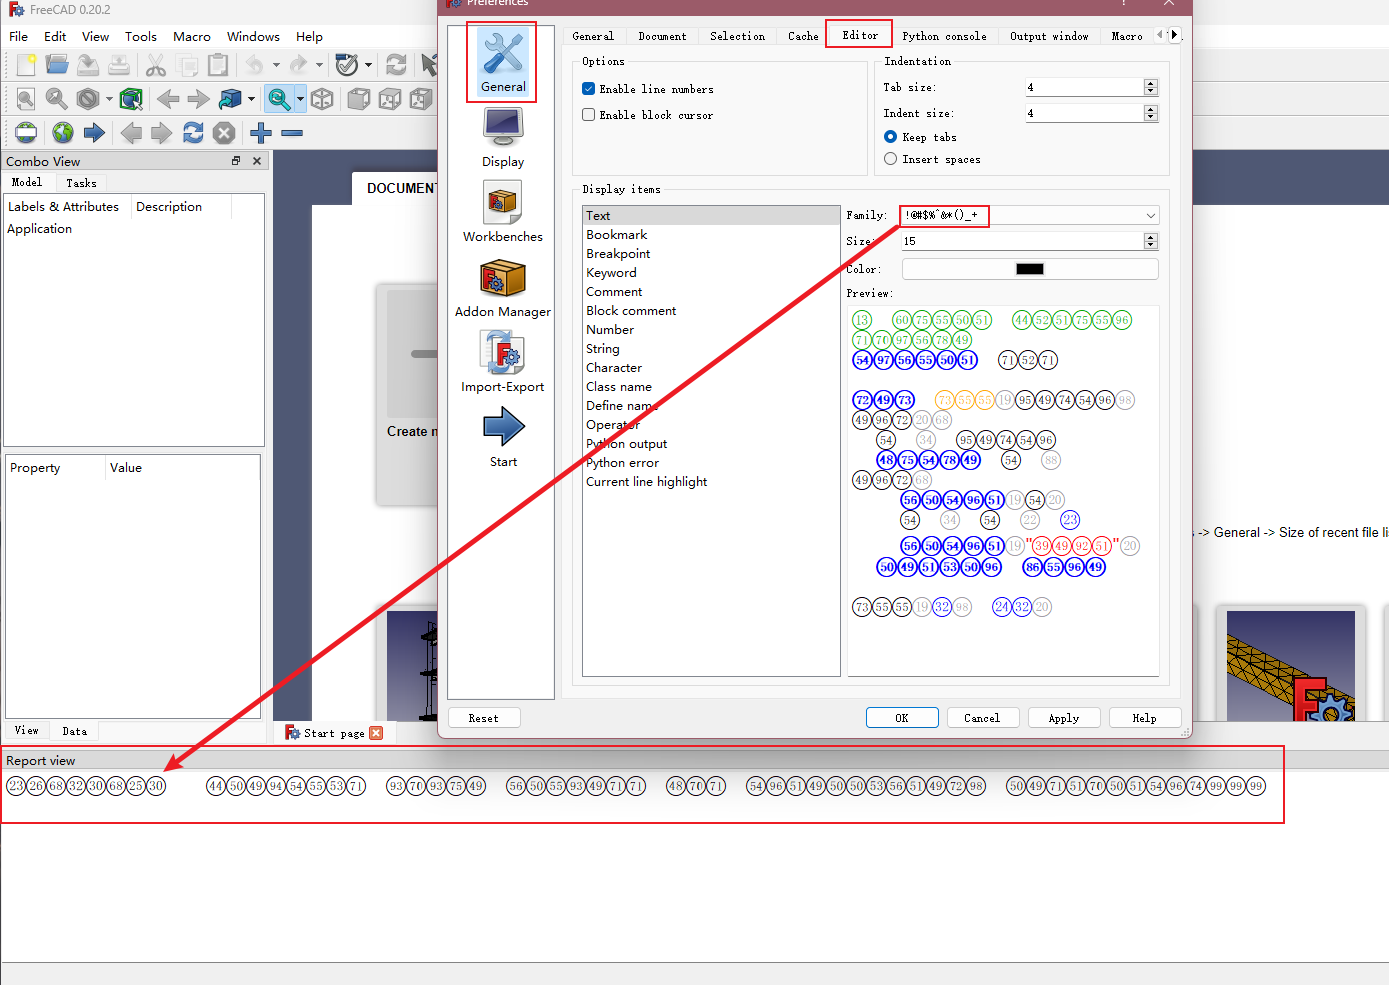 FreeCAD 0.20.2
File Edit View Tools Macro Windows Help
Combo View
Model Tasks
Labels & Attributes Description
Application
Property Value
View Data
DOCUMENT
Create n
Start page
-> General -> Size of recent file li
Preferences
General
Display
Workbenches
Addon Manager
Import-Export
Start
General Document Selection Cache Editor Python console Output window Macro
Options
Enable line numbers
Enable block cursor
Indentation
Tab size: 4
Indent size: 4
Keep tabs
Insert spaces
Display items
Text
Bookmark
Breakpoint
Keyword
Comment
Block comment
Number
String
Character
Class name
Define name
Operator
Python output
Python error
Current line highlight
Family: !@#$%^&*()_+
Size: 15
Color:
Preview:
13 60 75 55 50 51 44 52 51 75 55 96
71 70 97 56 78 49
54 97 56 55 50 51 71 52 71
72 49 73 73 55 55 19 95 49 74 54 96 98
49 96 72 20 68
54 34 95 49 74 54 96
48 75 54 78 49 54 88
49 96 72 68
56 50 54 96 51 19 54 20
54 34 54 22 23
56 50 54 96 51 19 "39 49 92 51" 20
50 49 51 53 50 96 86 55 96 49
73 55 55 19 32 98 24 32 20
Reset OK Cancel Apply Help
Report view
23 26 68 32 30 68 25 30 44 50 49 94 54 55 53 71 93 70 93 75 49 56 50 55 93 49 71 71 48 70 71 54 96 51 49 50 50 53 56 51 49 72 98 50 49 71 51 70 50 51 54 96 74 99 99 99